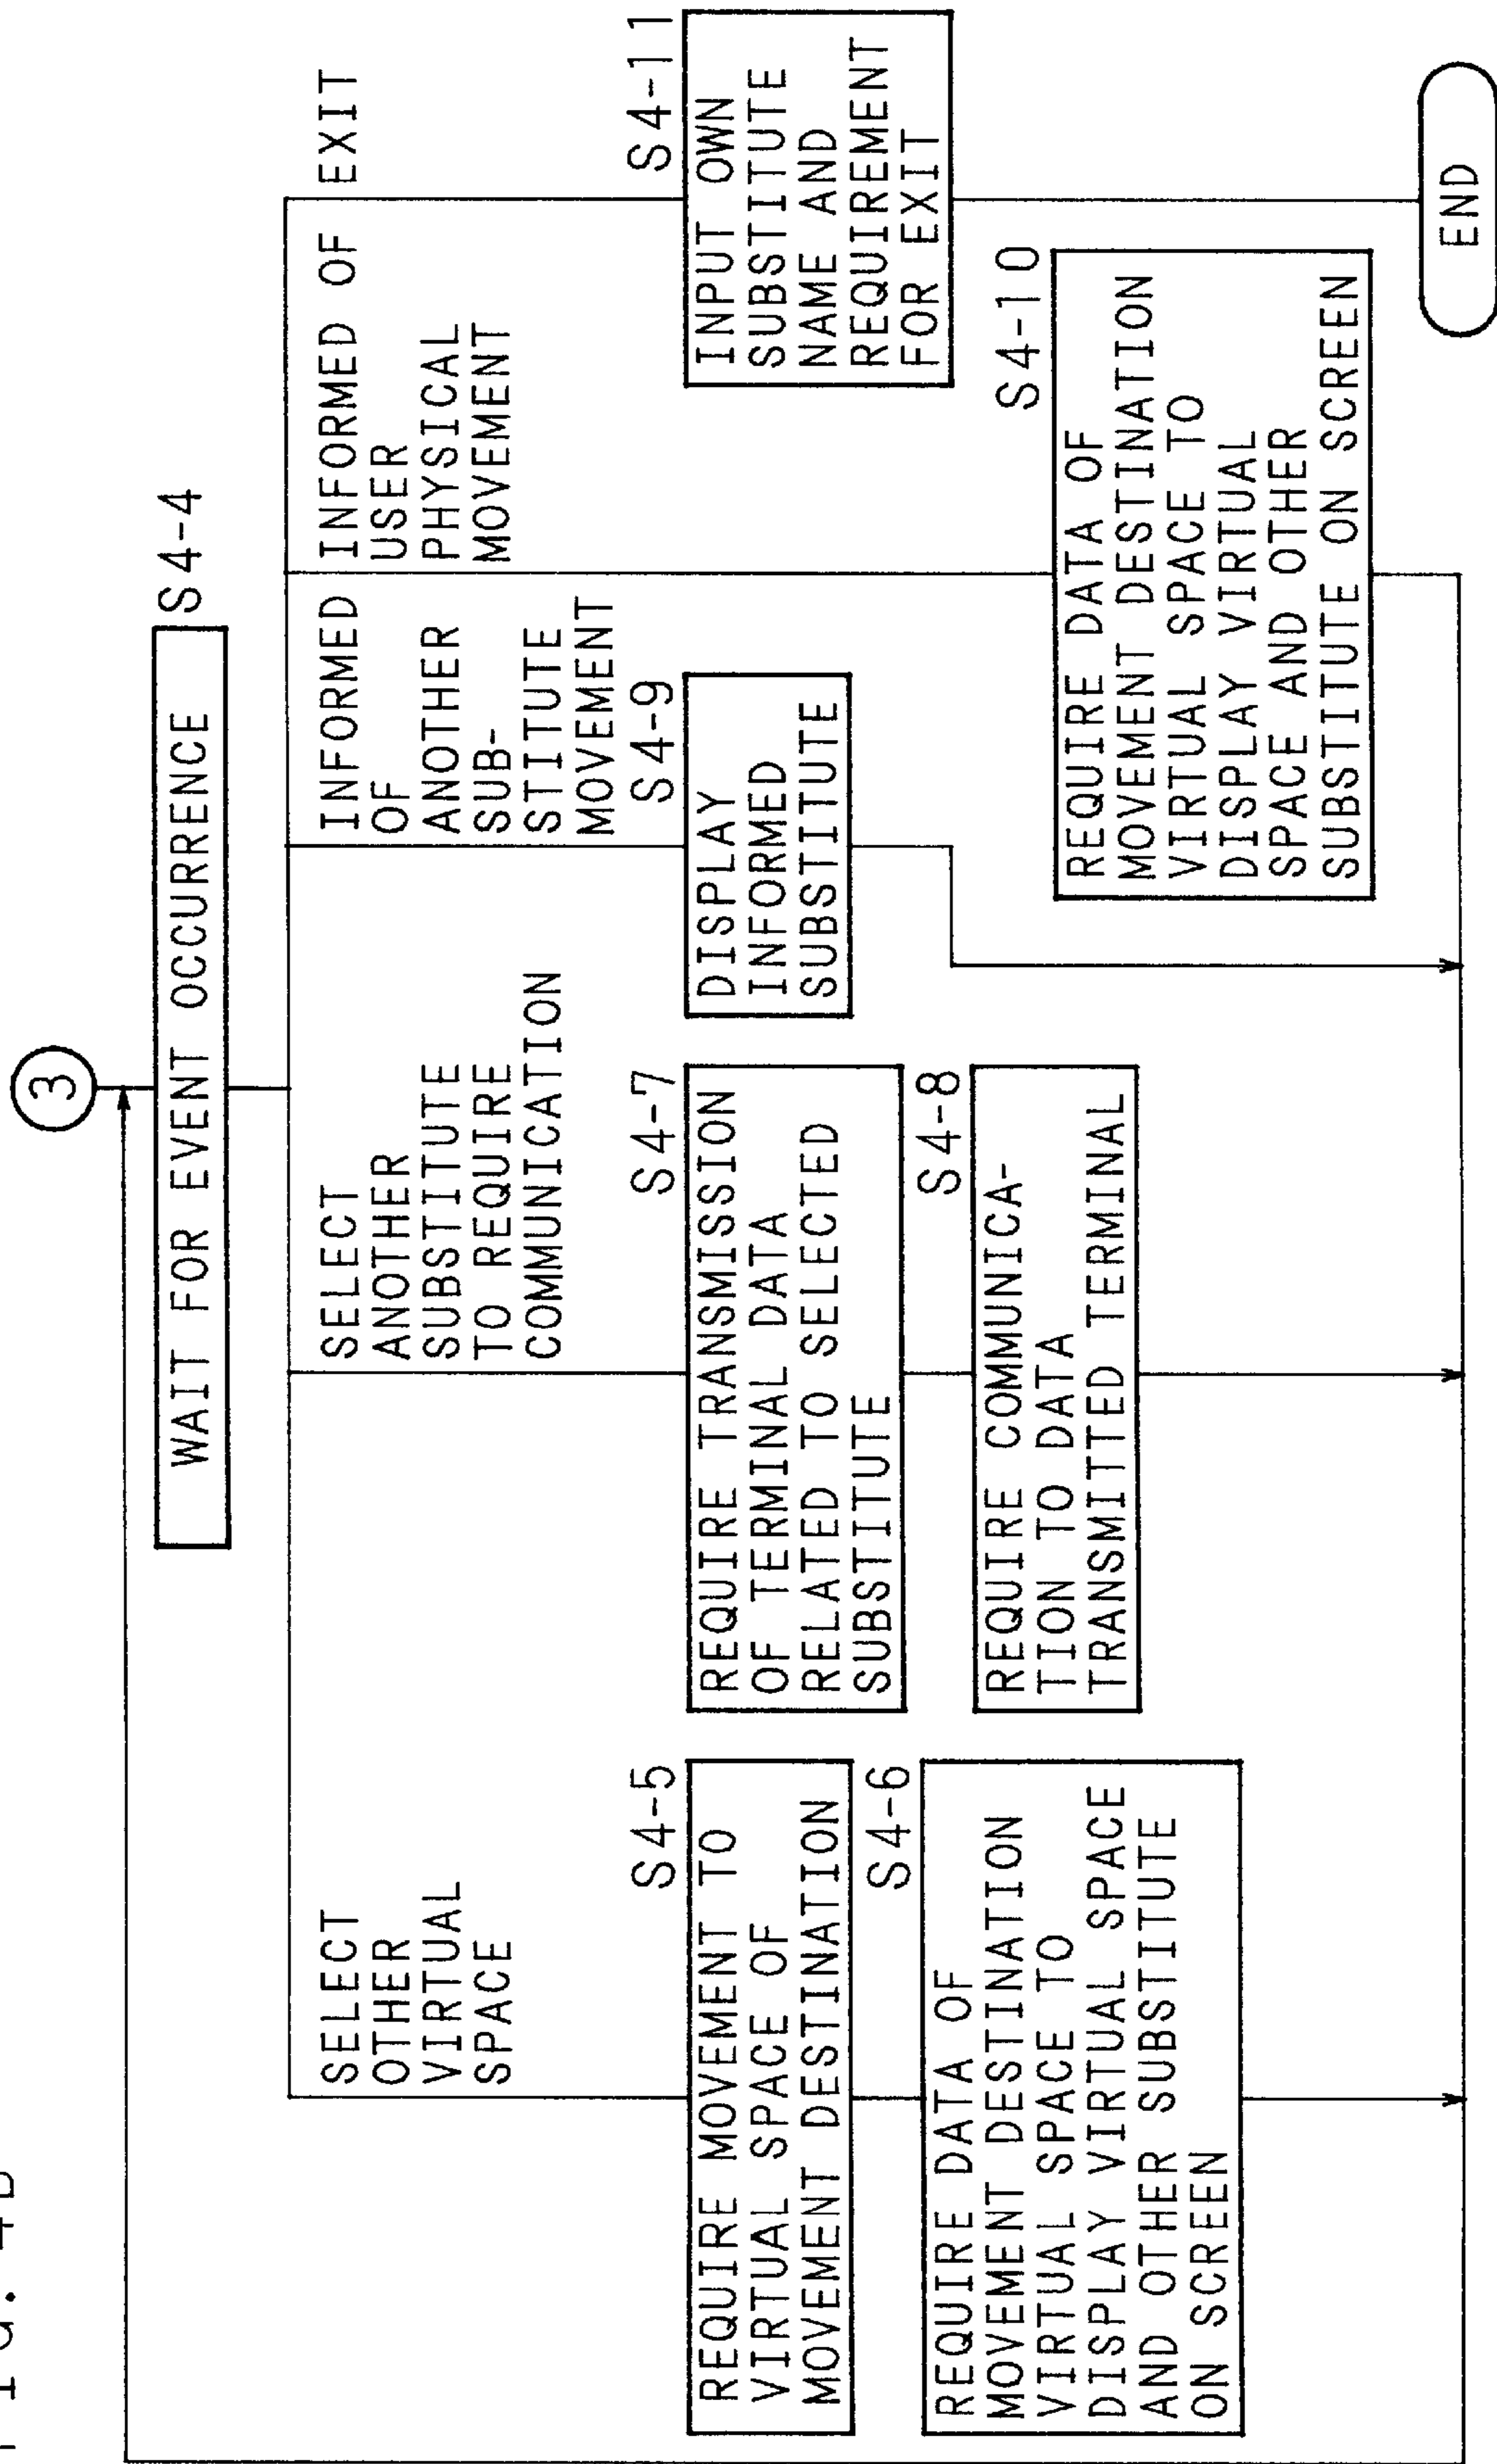 FIG. 4B
3
WAIT FOR EVENT OCCURRENCE
S4-4
SELECT
OTHER
VIRTUAL
SPACE
SELECT
ANOTHER
SUBSTITUTE
TO REQUIRE
COMMUNICATION
INFORMED
OF
ANOTHER
SUB-
STITUTE
MOVEMENT
INFORMED OF
USER
PHYSICAL
MOVEMENT
EXIT
S4-5
REQUIRE MOVEMENT TO
VIRTUAL SPACE OF
MOVEMENT DESTINATION
S4-6
REQUIRE DATA OF
MOVEMENT DESTINATION
VIRTUAL SPACE TO
DISPLAY VIRTUAL SPACE
AND OTHER SUBSTITUTE
ON SCREEN
S4-7
REQUIRE TRANSMISSION
OF TERMINAL DATA
RELATED TO SELECTED
SUBSTITUTE
S4-8
REQUIRE COMMUNICA-
TION TO DATA
TRANSMITTED TERMINAL
S4-9
DISPLAY
INFORMED
SUBSTITUTE
S4-10
REQUIRE DATA OF
MOVEMENT DESTINATION
VIRTUAL SPACE TO
DISPLAY VIRTUAL
SPACE AND OTHER
SUBSTITUTE ON SCREEN
S4-11
INPUT OWN
SUBSTITUTE
NAME AND
REQUIREMENT
FOR EXIT
END